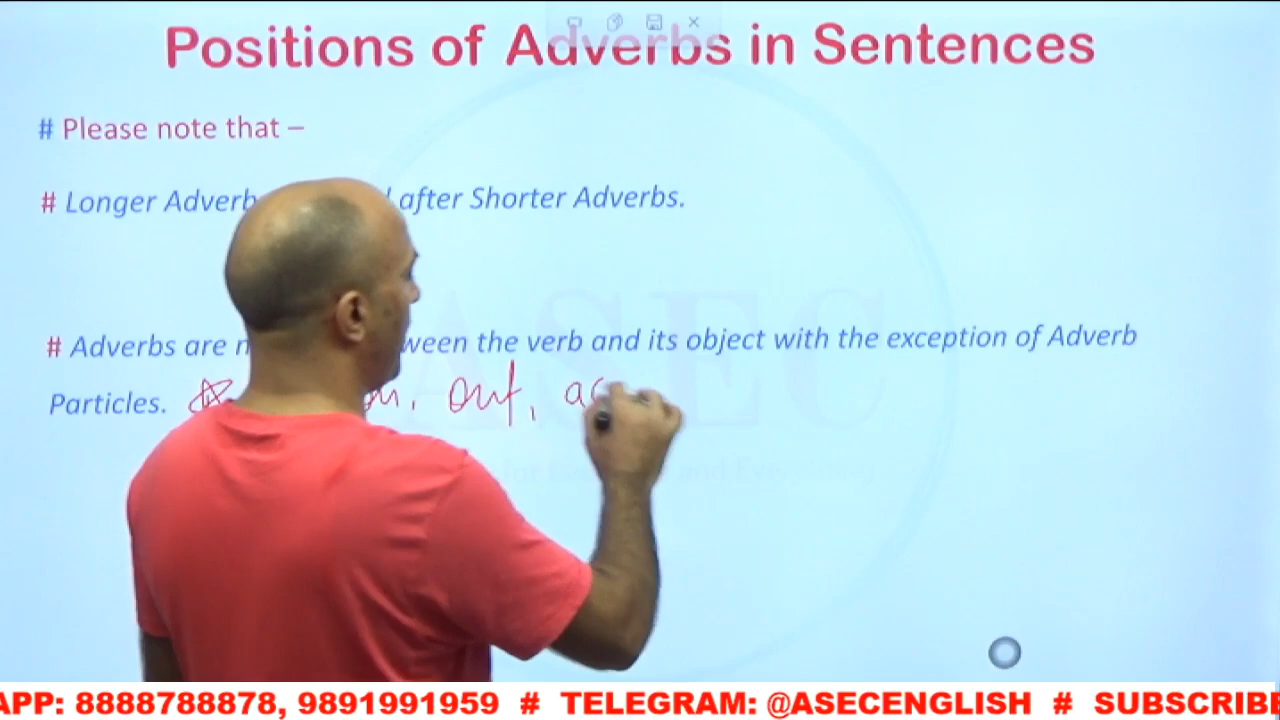 Positions of Adverbs in Sentences
# Please note that –
# Longer Adverb after Shorter Adverbs.
# Adverbs are ween the verb and its object with the exception of Adverb
Particles. out,
ASEC
APP: 8888788878, 9891991959 # TELEGRAM: @ASECENGLISH # SUBSCRIBE